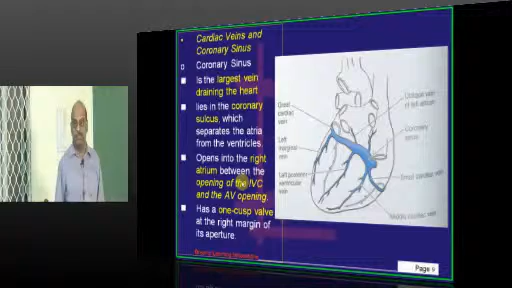 Cardiac Veins and
Coronary Sinus
Coronary Sinus
Is the largest vein
draining the heart
lies in the coronary
sulcus, which
separates the atria
from the ventricles.
Opens into the right
atrium between the
opening of the IVC
and the AV opening.
Has a one-cusp valve
at the right margin of
its aperture.
Great
cardiac
vein
Left
marginal
vein
Left posterior
ventricular
vein
Oblique vein
of left atrium
Coronary
sinus
Small cardiac vein
Middle cardiac vein
Page